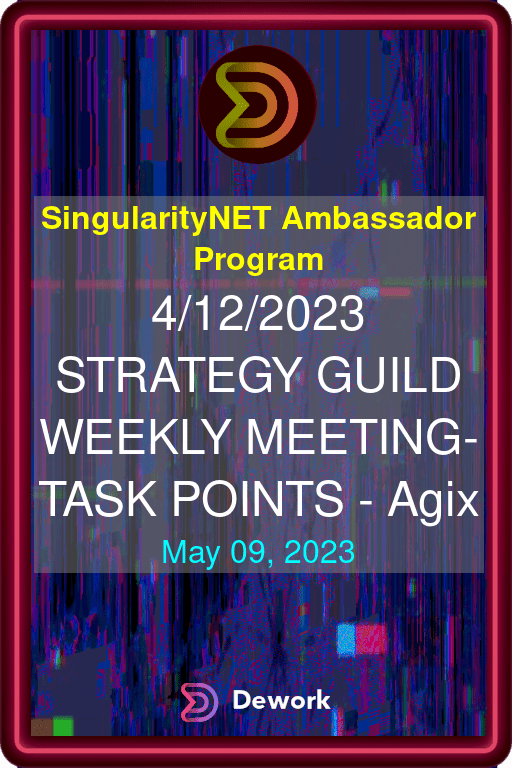 SingularityNET Ambassador
Program
4/12/2023
STRATEGY GUILD
WEEKLY MEETING-
TASK POINTS - Agix
May 09, 2023
Dework